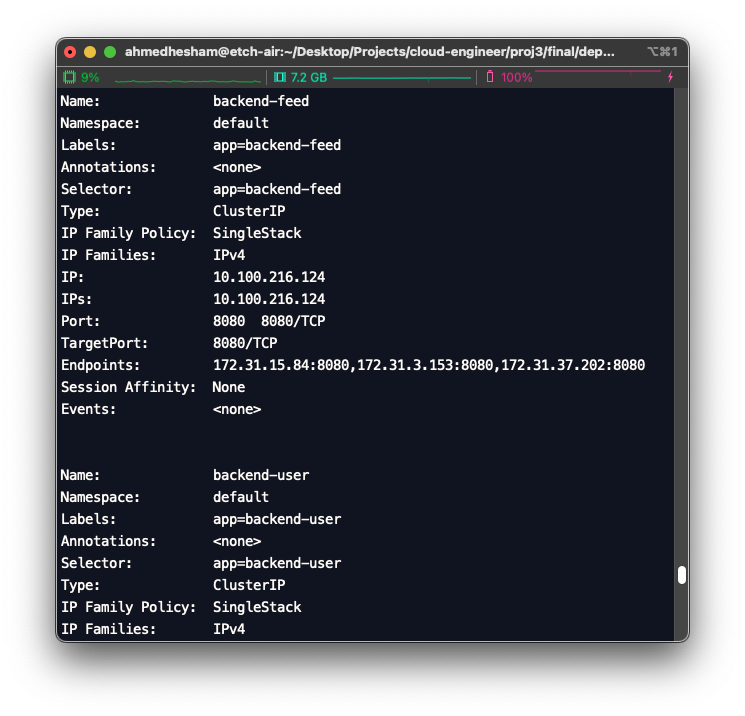 ahmedhesham@etch-air:~/Desktop/Projects/cloud-engineer/proj3/final/dep... ⌥⌘1
9% 7.2 GB 100%
Name: backend-feed
Namespace: default
Labels: app=backend-feed
Annotations: <none>
Selector: app=backend-feed
Type: ClusterIP
IP Family Policy: SingleStack
IP Families: IPv4
IP: 10.100.216.124
IPs: 10.100.216.124
Port: 8080 8080/TCP
TargetPort: 8080/TCP
Endpoints: 172.31.15.84:8080,172.31.3.153:8080,172.31.37.202:8080
Session Affinity: None
Events: <none>
Name: backend-user
Namespace: default
Labels: app=backend-user
Annotations: <none>
Selector: app=backend-user
Type: ClusterIP
IP Family Policy: SingleStack
IP Families: IPv4